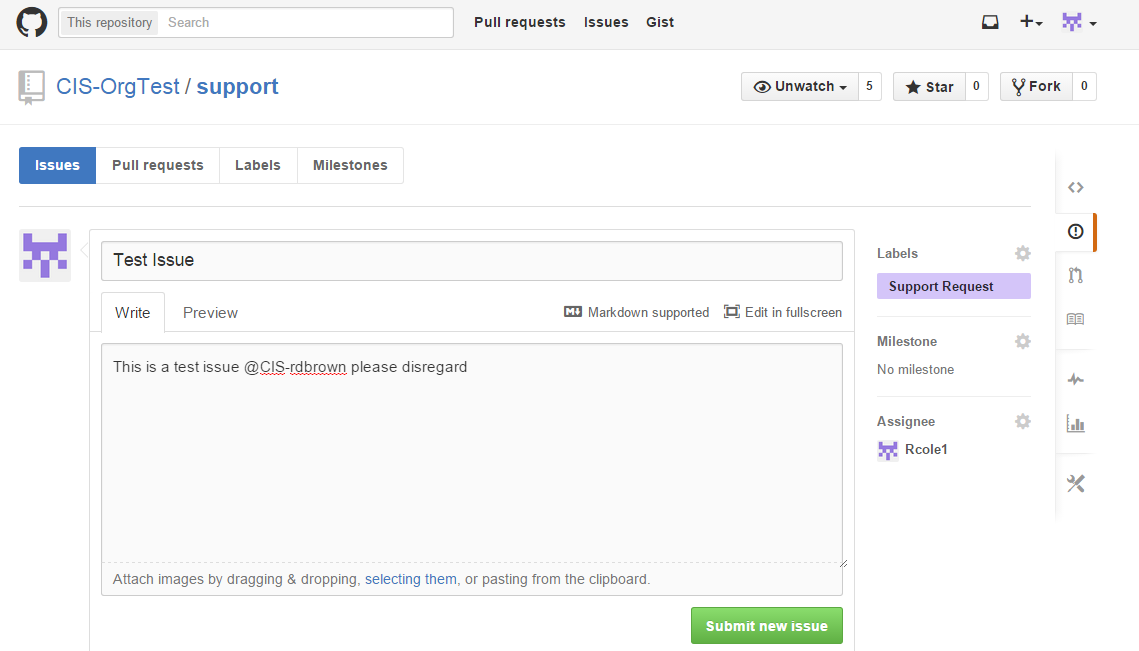 This repository Search Pull requests Issues Gist
CIS-OrgTest / support Unwatch 5 Star 0 Fork 0
Issues Pull requests Labels Milestones
Test Issue
Labels
Support Request
Write Preview Markdown supported Edit in fullscreen
Milestone
No milestone
This is a test issue @CIS-rdbrown please disregard
Assignee
Rcole1
Attach images by dragging & dropping, selecting them, or pasting from the clipboard.
Submit new issue